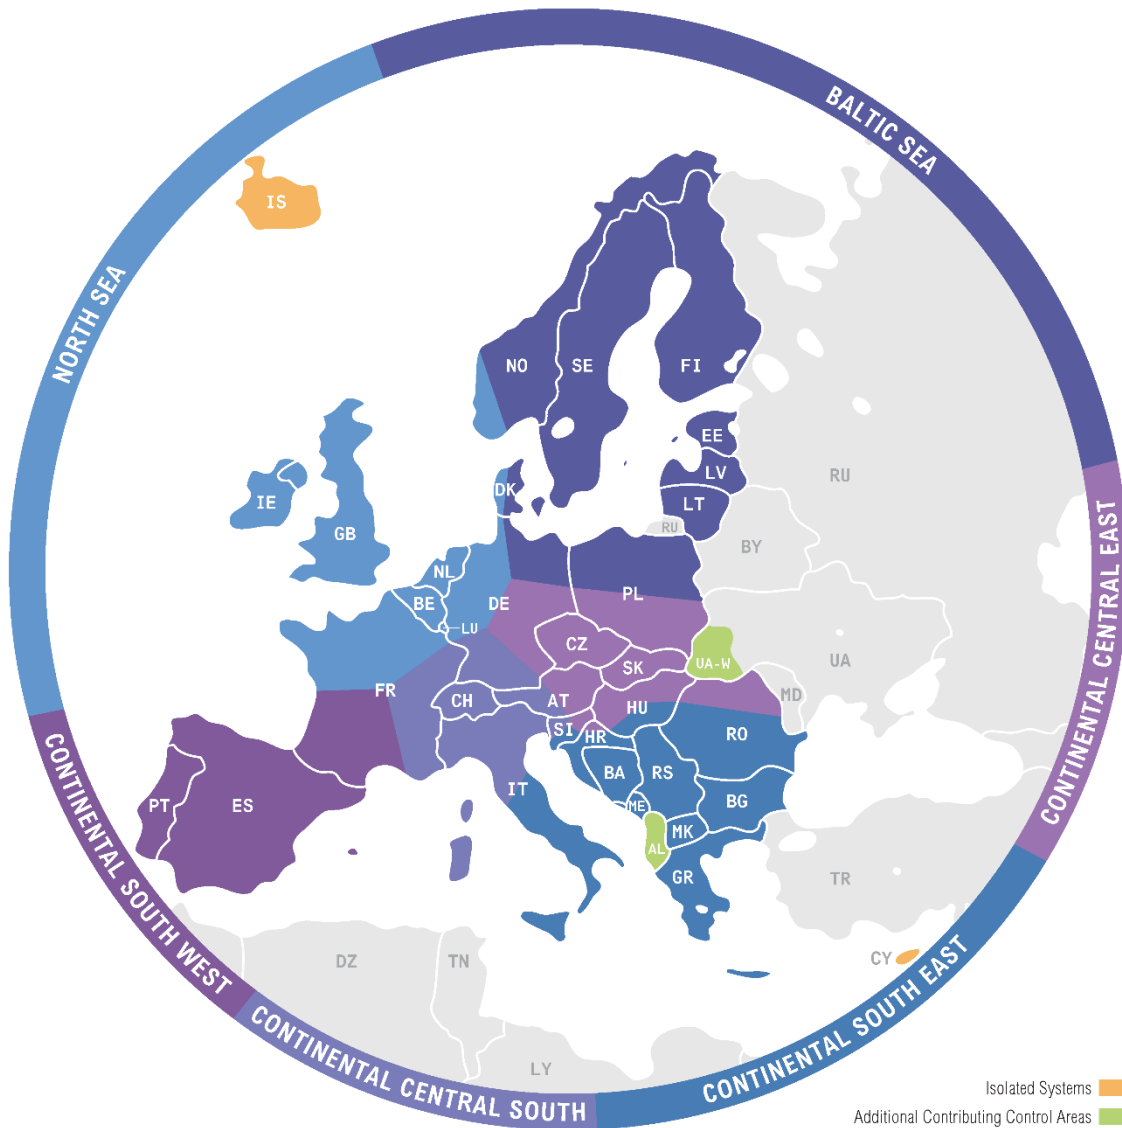 BALTIC SEA
NORTH SEA
IS
NO
SE
FI
EE
LV
LT
RU
RU
BY
DK
IE
GB
NL
BE
LU
DE
PL
CZ
SK
UA-W
UA
MD
FR
CH
AT
HU
SI
HR
RO
BA
RS
IT
ME
BG
MK
AL
GR
PT
ES
TR
CY
DZ
TN
LY
CONTINENTAL CENTRAL EAST
CONTINENTAL SOUTH WEST
CONTINENTAL CENTRAL SOUTH
CONTINENTAL SOUTH EAST
Isolated Systems
Additional Contributing Control Areas